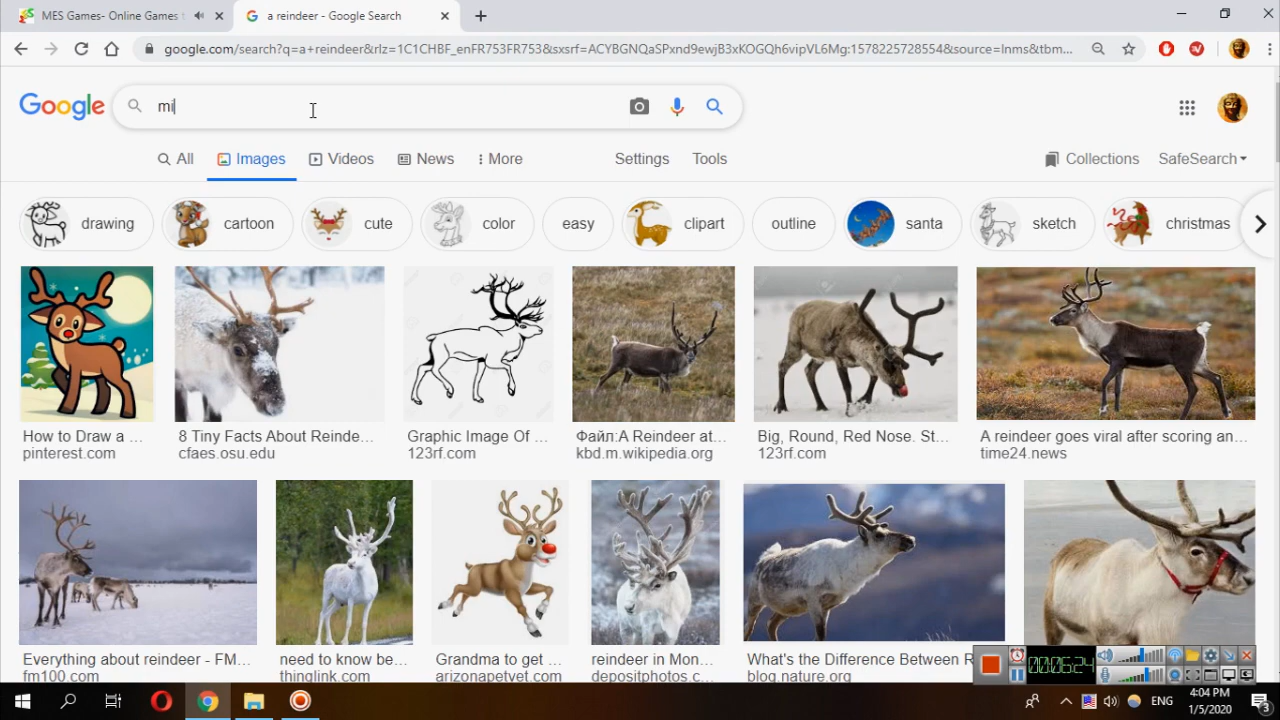 MES Games- Online Games t
a reindeer - Google Search
google.com/search?q=a+reindeer&rlz=1C1CHBF_enFR753FR753&sxsrf=ACYBGNQaSPxnd9ewjB3xKOGQh6vipVL6Mg:1578225728554&source=lnms&tbm...
Google
mi
All
Images
Videos
News
More
Settings
Tools
Collections
SafeSearch
drawing
cartoon
cute
color
easy
clipart
outline
santa
sketch
christmas
How to Draw a ...
pinterest.com
8 Tiny Facts About Reinde...
cfaes.osu.edu
Graphic Image Of ...
123rf.com
Файл:A Reindeer at...
kbd.m.wikipedia.org
Big, Round, Red Nose. St...
123rf.com
A reindeer goes viral after scoring an...
time24.news
Everything about reindeer - FM...
fm100.com
need to know be...
Grandma to get ...
reindeer in Mon...
depositphotos.c...
What's the Difference Between R
blog.nature.org
00:06:24
ENG
4:04 PM
1/5/2020
3